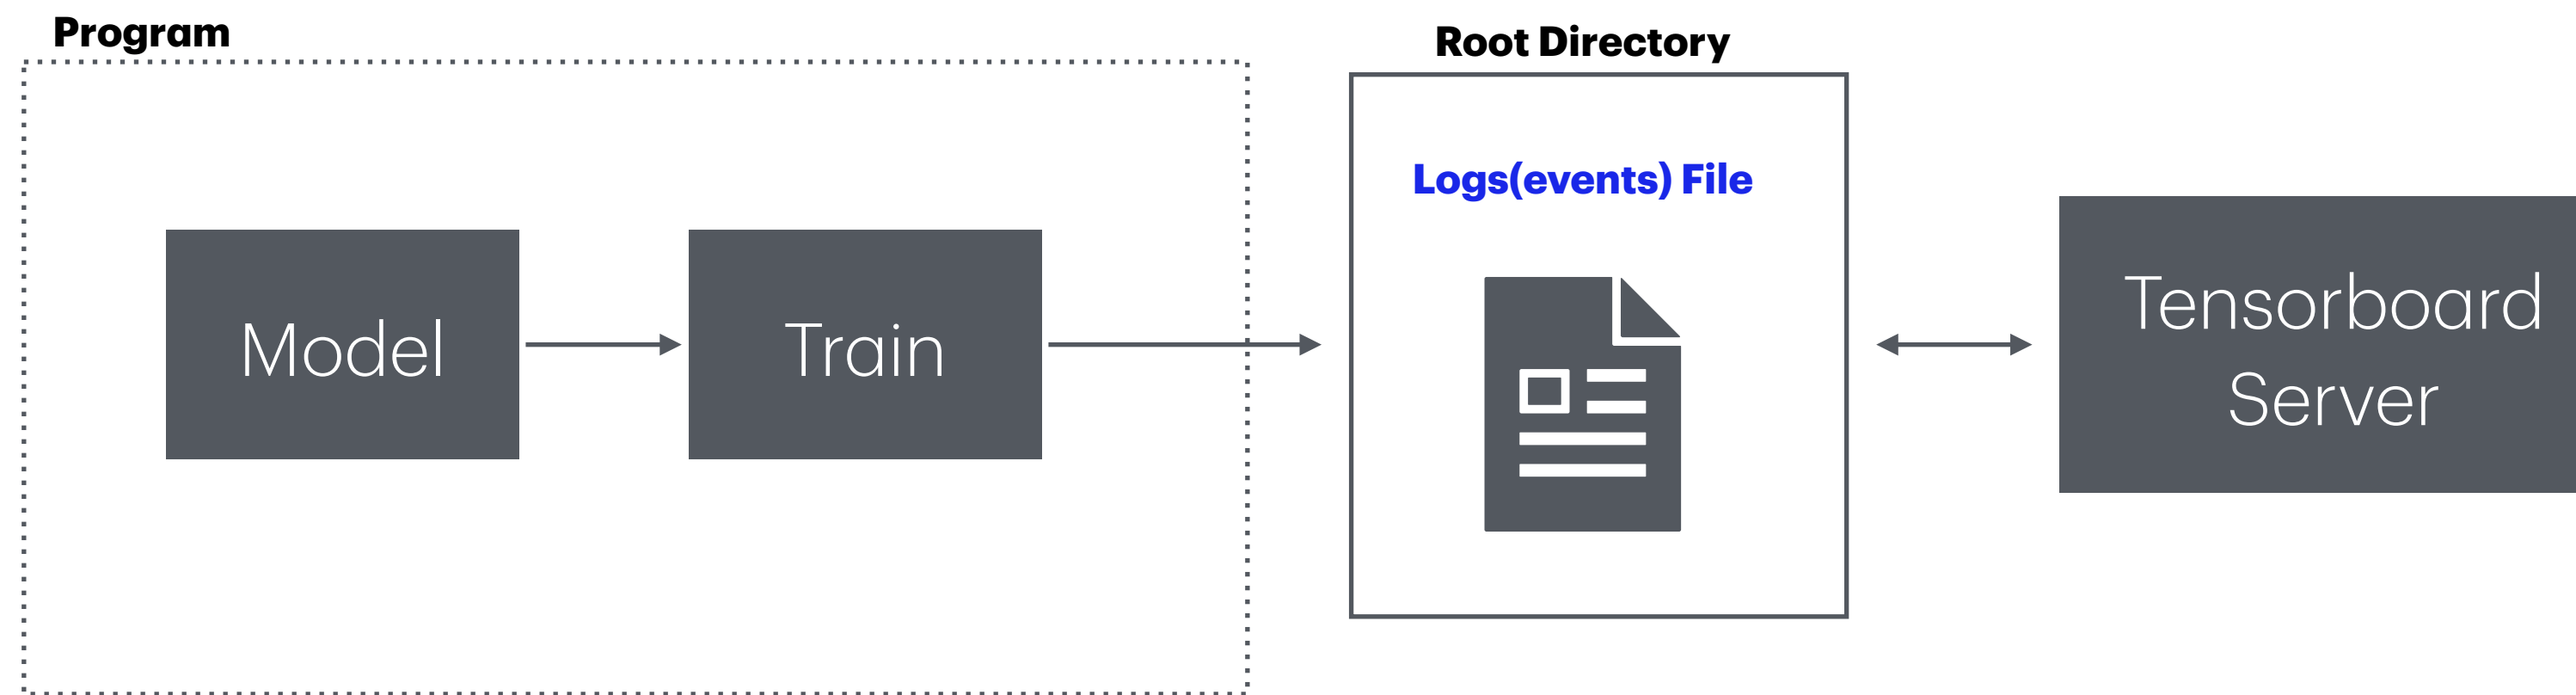 Program
Root Directory
Logs(events) File
Model
Train
Tensorboard
Server